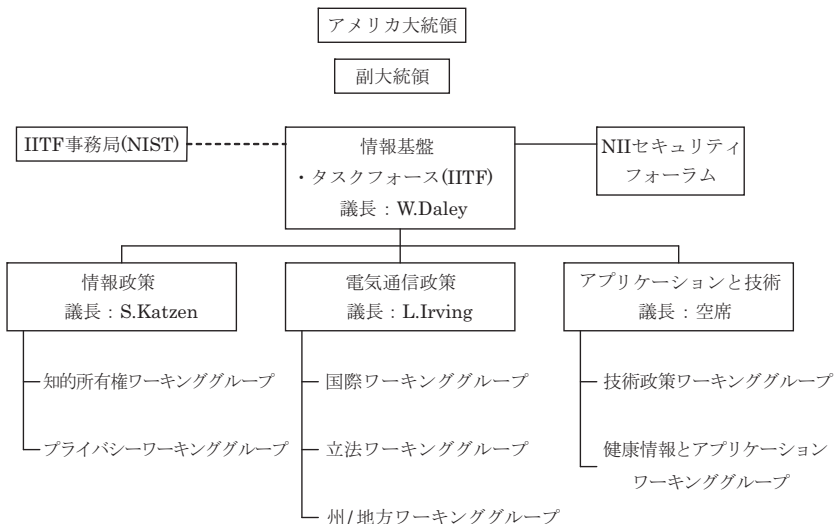 アメリカ大統領
副大統領
IITF事務局(NIST)
情報基盤
・タスクフォース(IITF)
議長：W.Daley
NIIセキュリティ
フォーラム
情報政策
議長：S.Katzen
電気通信政策
議長：L.Irving
アプリケーションと技術
議長：空席
知的所有権ワーキンググループ
国際ワーキンググループ
技術政策ワーキンググループ
プライバシーワーキンググループ
立法ワーキンググループ
健康情報とアプリケーション
ワーキンググループ
州/地方ワーキンググループ